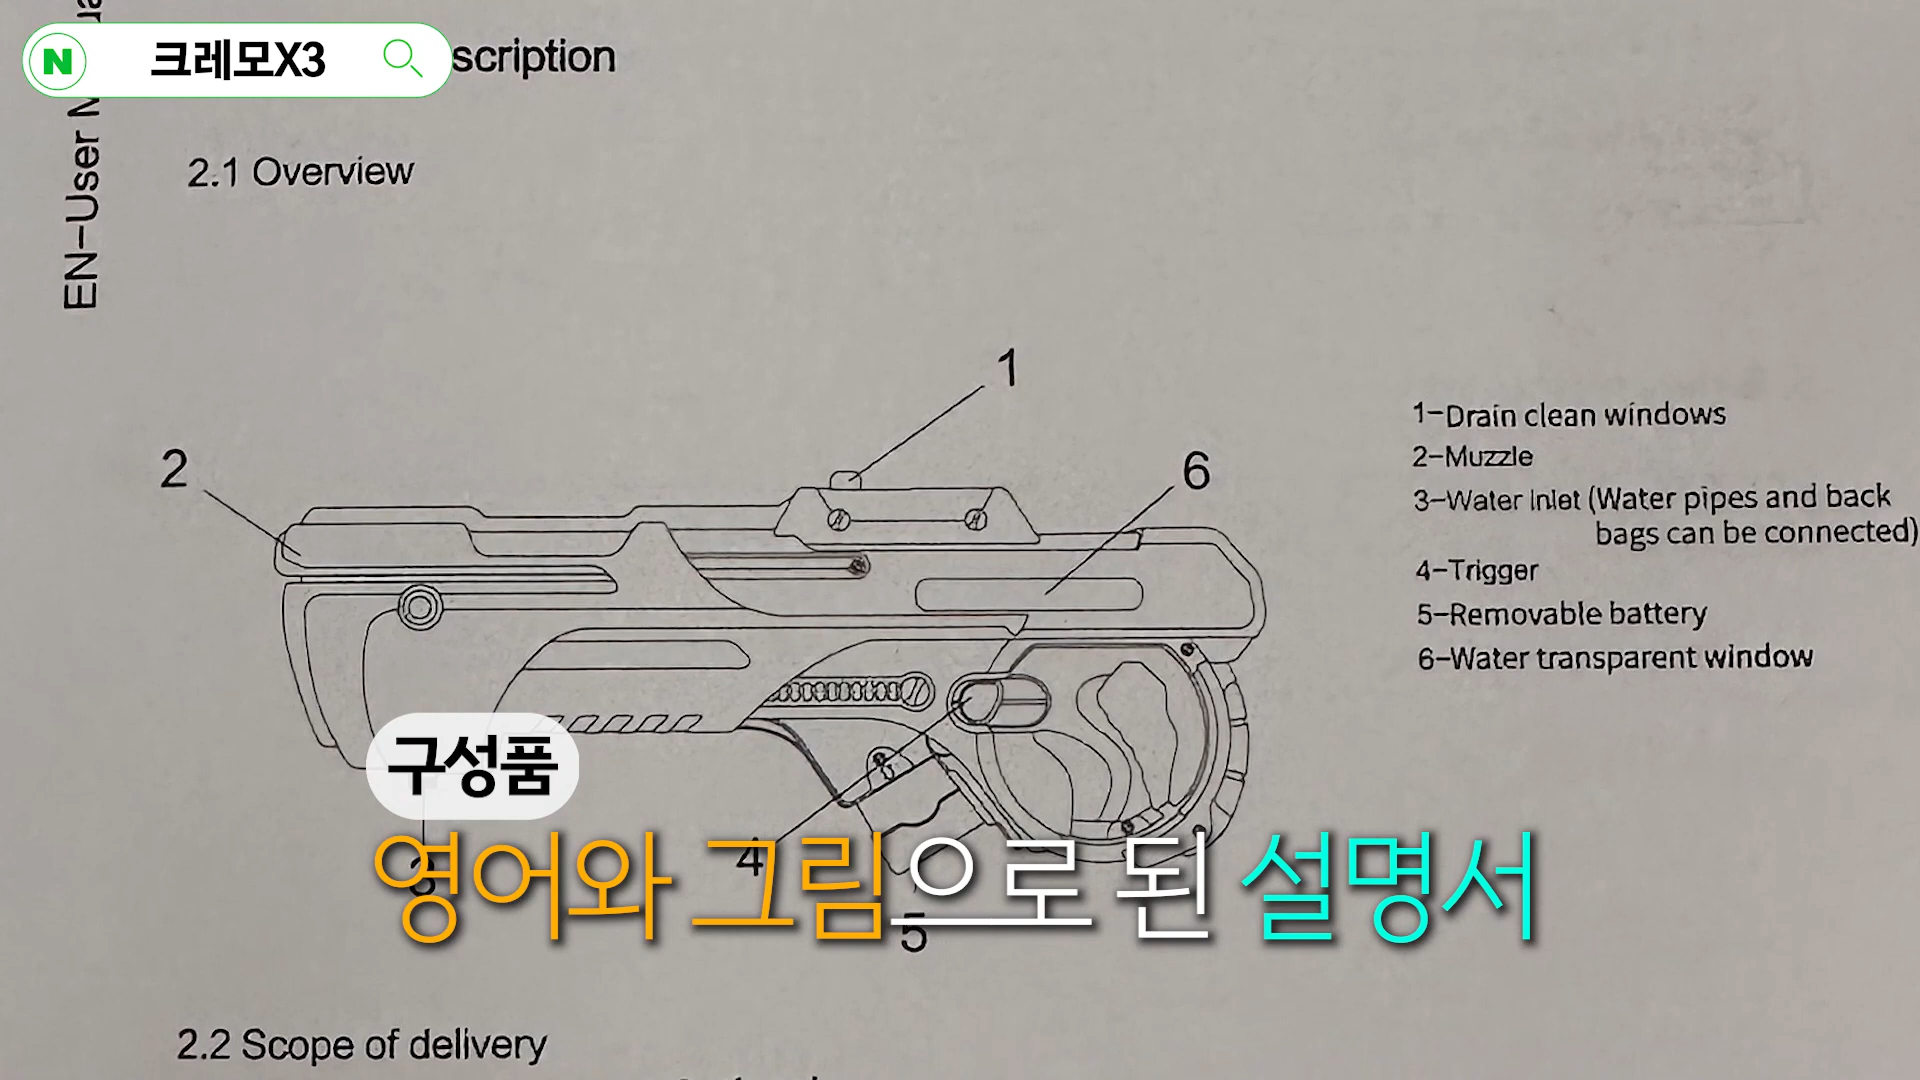 N 크레모X3
scription
EN-User
2.1 Overview
1
2
6
1-Drain clean windows
2-Muzzle
3-Water inlet (Water pipes and back
bags can be connected)
4-Trigger
5-Removable battery
6-Water transparent window
구성품
3
4
5
영어와 그림으로 된 설명서
2.2 Scope of delivery